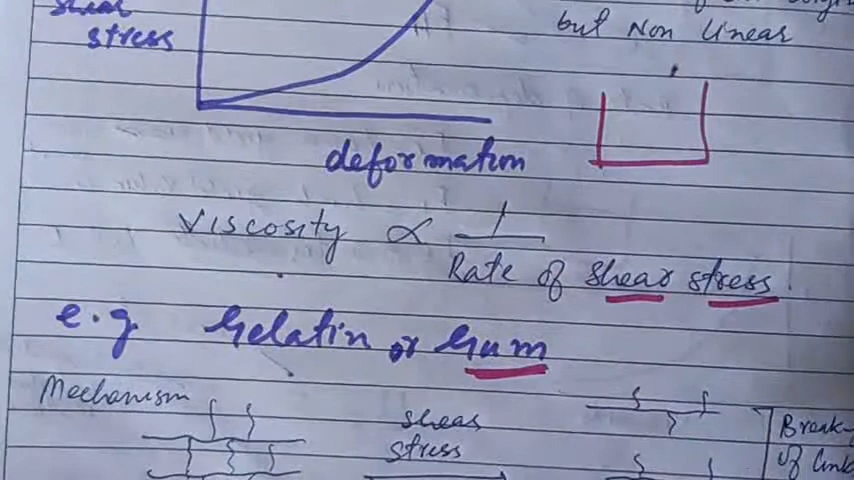 shear
stress
but Non linear
deformation
Viscosity ∝ 1
Rate of shear stress
e.g Gelatin or Gum
Mechanism
shear
stress
Break-
of link